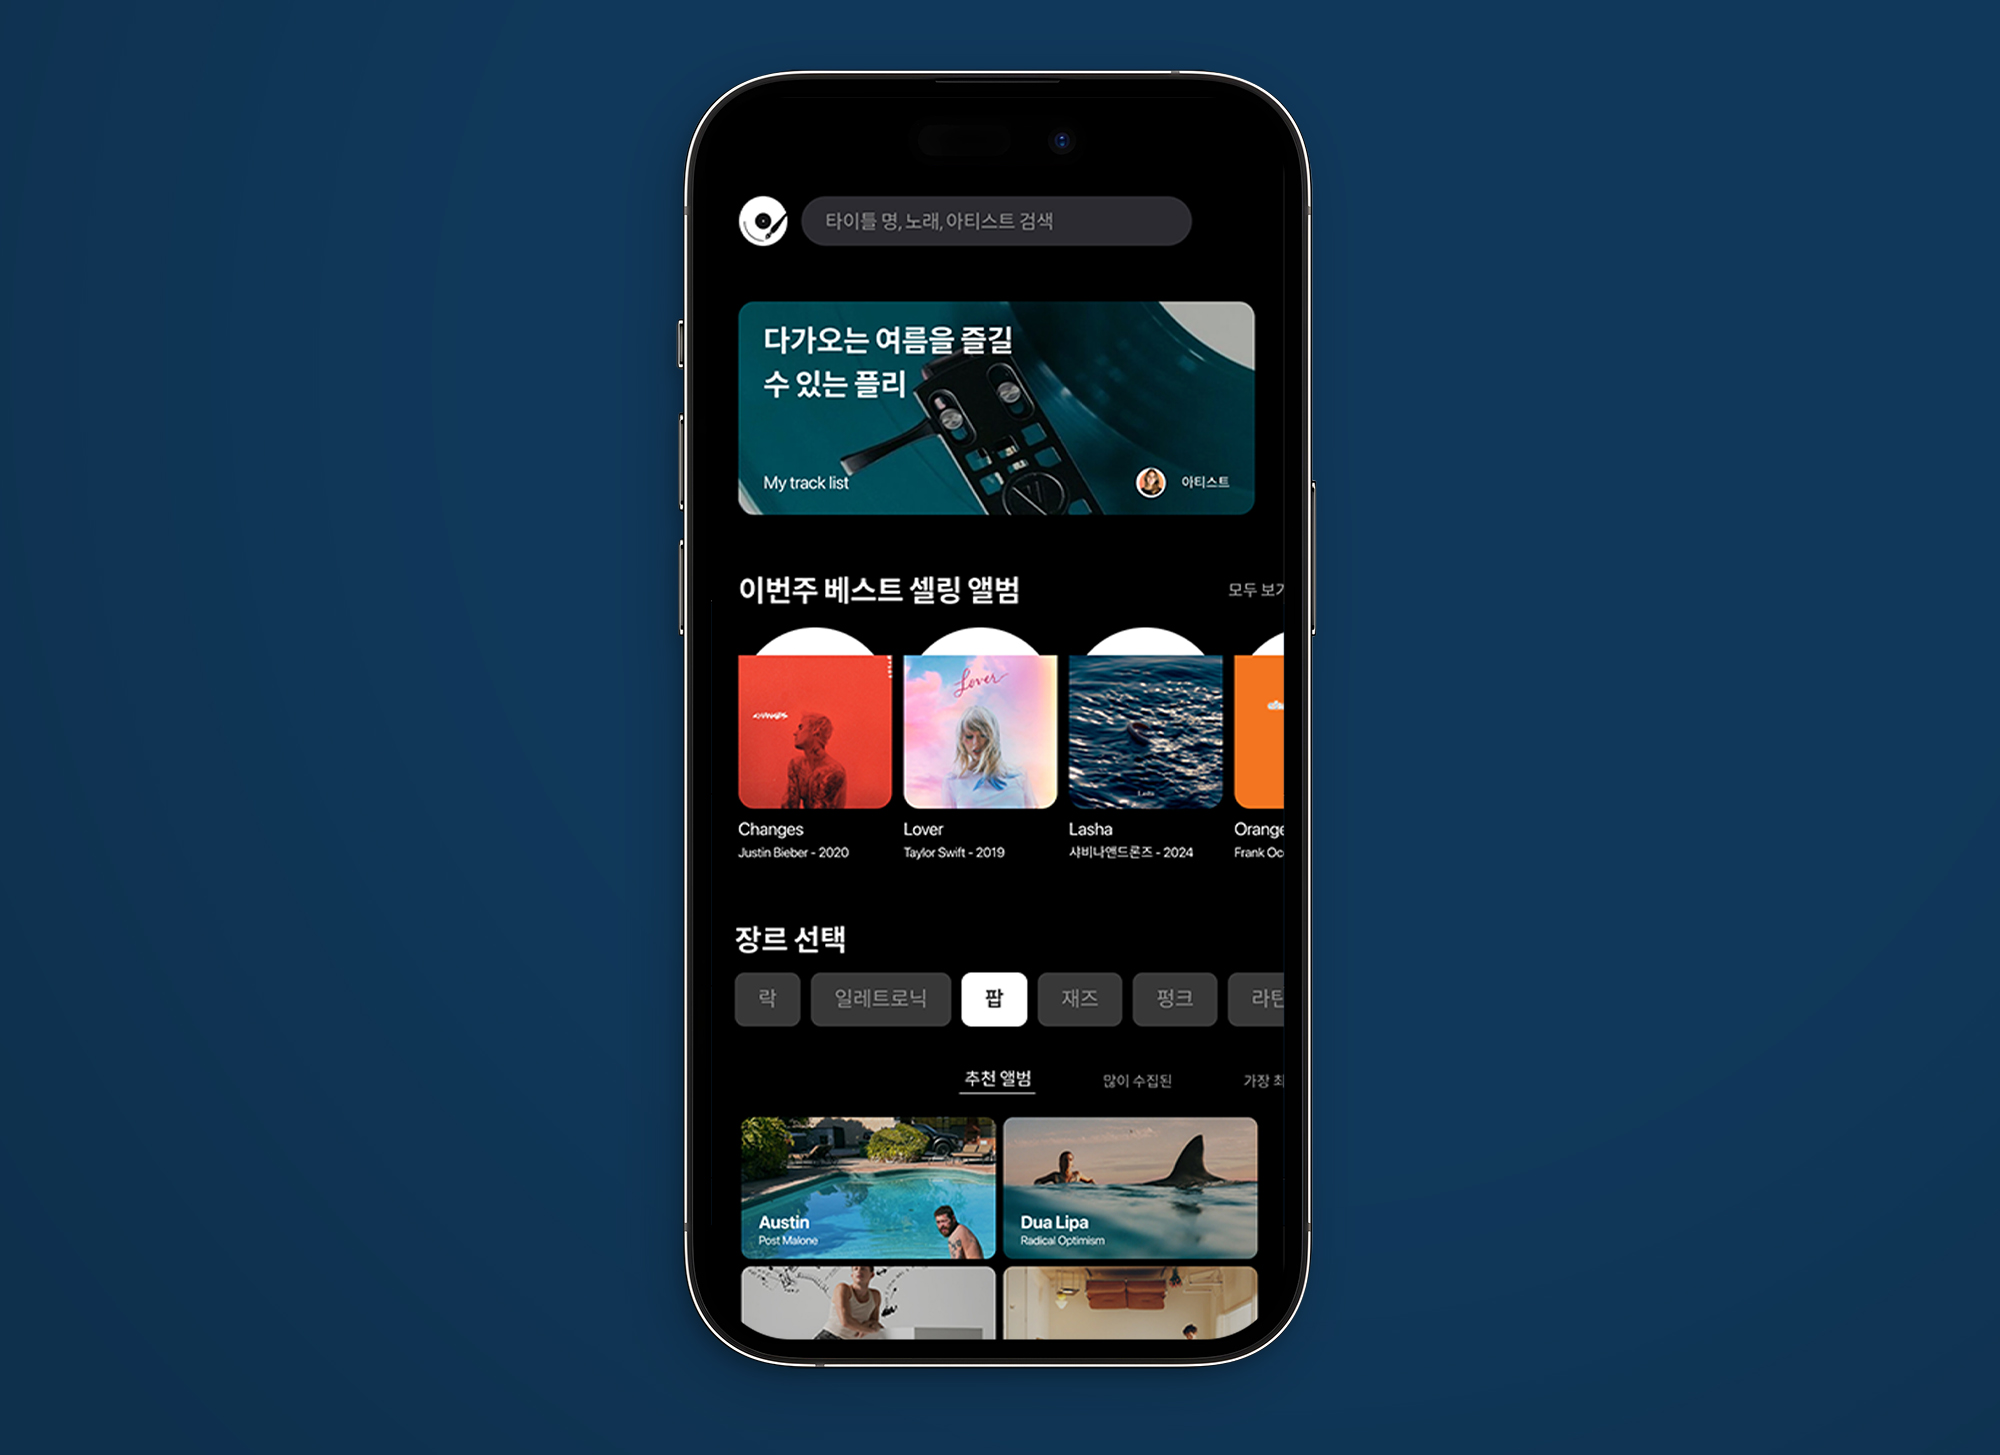 타이틀 명, 노래, 아티스트 검색
다가오는 여름을 즐길
수 있는 플리
My track list
아티스트
이번주 베스트 셀링 앨범
모두 보기
CHANGES
Lover
Lasha
Changes
Lover
Lasha
Orange
Justin Bieber - 2020
Taylor Swift - 2019
샤비나앤드론즈 - 2024
Frank Oc
장르 선택
락
일레트로닉
팝
재즈
펑크
라틴
추천 앨범
많이 수집된
가장 최
Austin
Post Malone
Dua Lipa
Radical Optimism